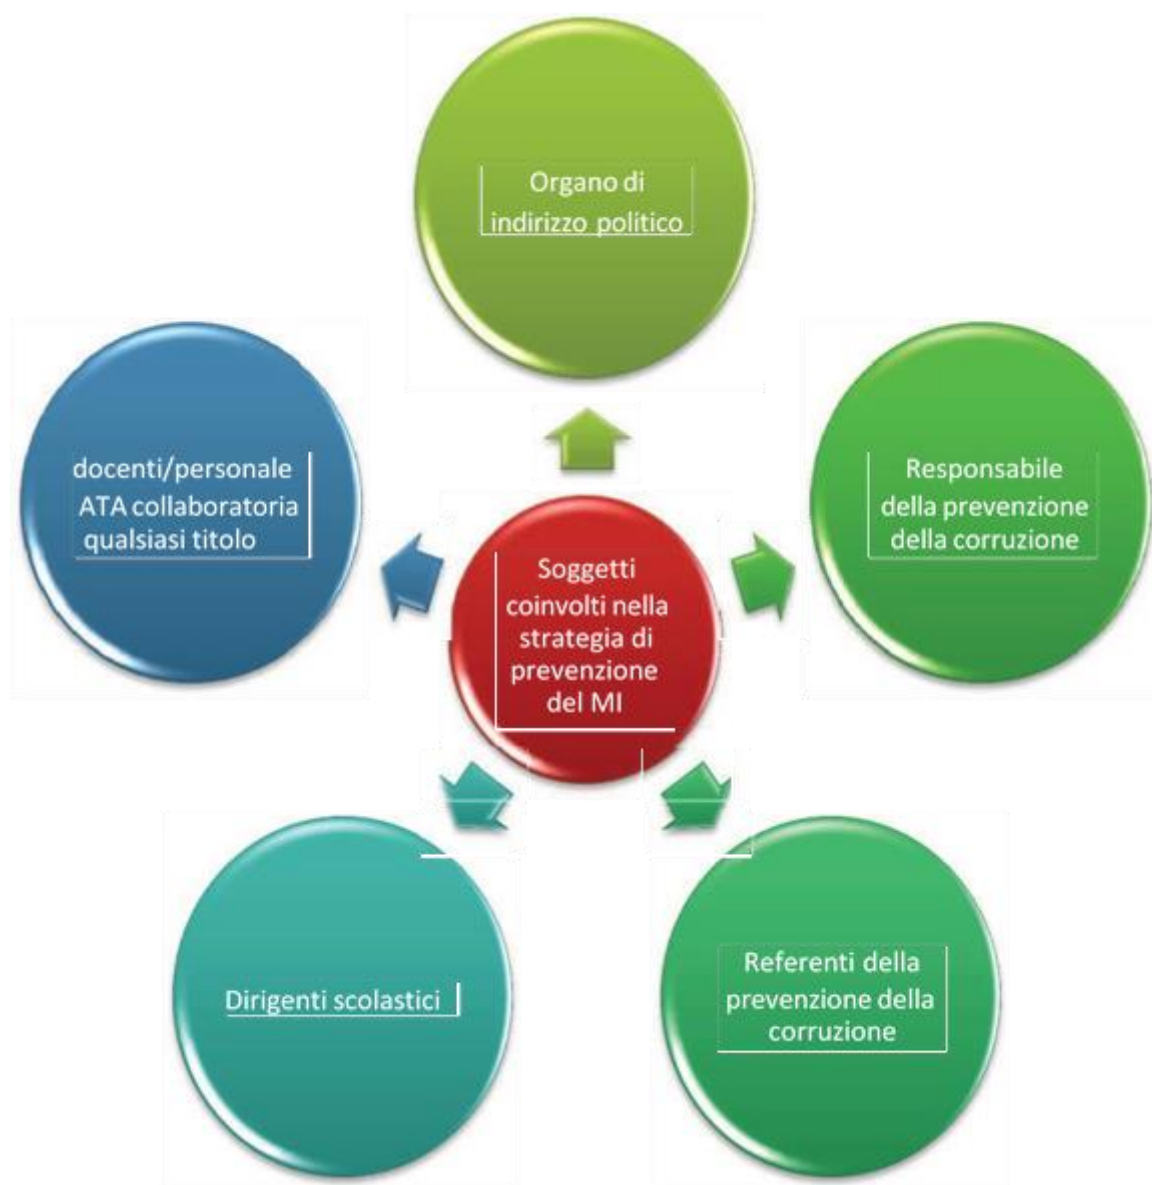 Organo di
indirizzo politico
docenti/personale
ATA collaboratoria
qualsiasi titolo
Responsabile
della prevenzione
della corruzione
Soggetti
coinvolti nella
strategia di
prevenzione
del MI
Dirigenti scolastici
Referenti della
prevenzione della
corruzione